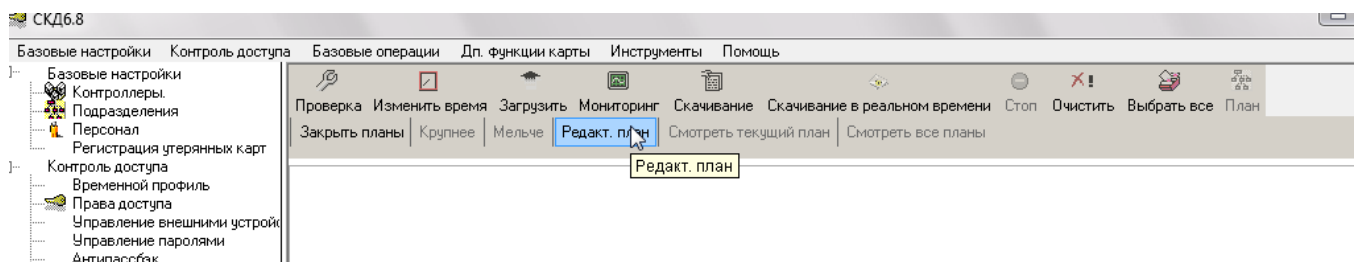 СКД6.8
Базовые настройки Контроль доступа Базовые операции Дп. функции карты Инструменты Помощь
Базовые настройки
Контроллеры.
Подразделения
Персонал
Регистрация утерянных карт
Контроль доступа
Временной профиль
Права доступа
Управление внешними устройс
Управление паролями
Антипассбэк
Проверка Изменить время Загрузить Мониторинг Скачивание Скачивание в реальном времени Стоп Очистить Выбрать все План
Закрыть планы Крупнее Мельче Редакт. план Смотреть текущий план Смотреть все планы
Редакт. план